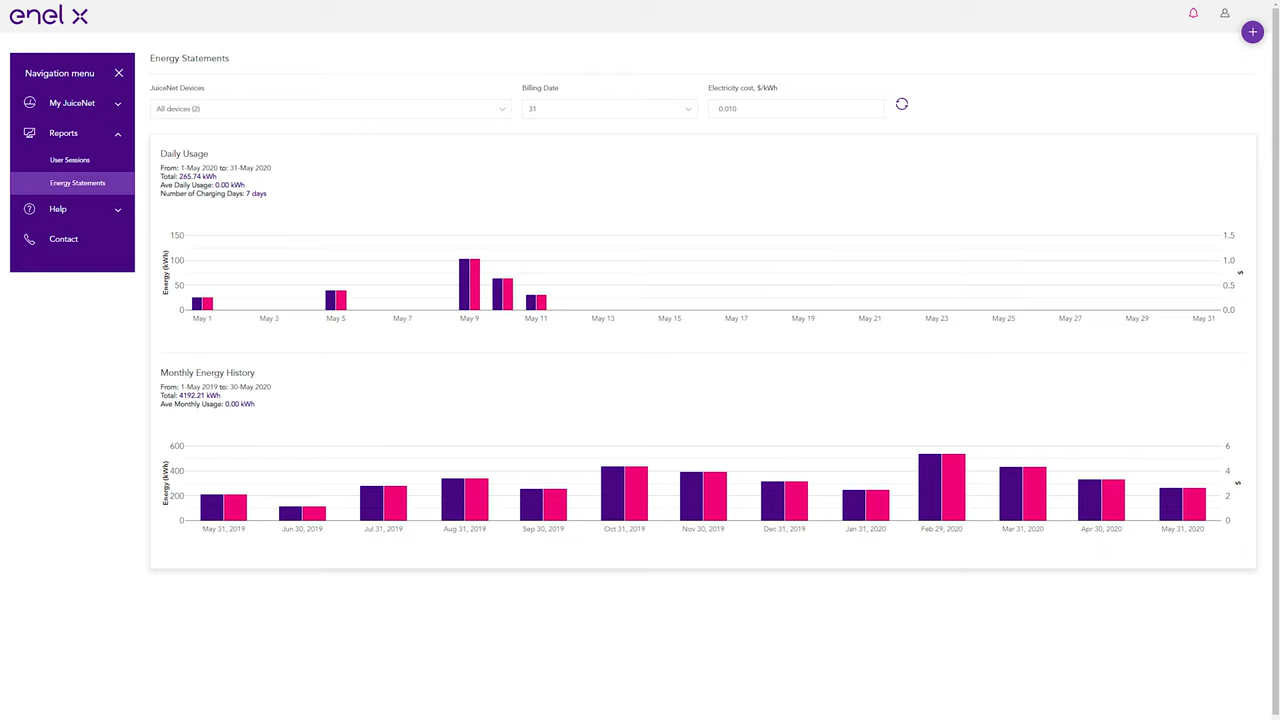 enel x
Navigation menu
My JuiceNet
Reports
User Sessions
Energy Statements
Help
Contact
Energy Statements
JuiceNet Devices
Billing Date
Electricity cost, $/kWh
All devices (2)
31
0.010
Daily Usage
From: 1-May 2020 to: 31-May 2020
Total: 265.74 kWh
Ave Daily Usage: 0.00 kWh
Number of Charging Days: 7 days
Energy (kWh)
150
100
50
0
1.5
1.0
0.5
0.0
$
May 1 May 3 May 5 May 7 May 9 May 11 May 13 May 15 May 17 May 19 May 21 May 23 May 25 May 27 May 29 May 31
Monthly Energy History
From: 1-May 2019 to: 30-May 2020
Total: 4192.21 kWh
Ave Monthly Usage: 0.00 kWh
Energy (kWh)
600
400
200
0
6
4
2
0
$
May 31, 2019 Jun 30, 2019 Jul 31, 2019 Aug 31, 2019 Sep 30, 2019 Oct 31, 2019 Nov 30, 2019 Dec 31, 2019 Jan 31, 2020 Feb 29, 2020 Mar 31, 2020 Apr 30, 2020 May 31, 2020